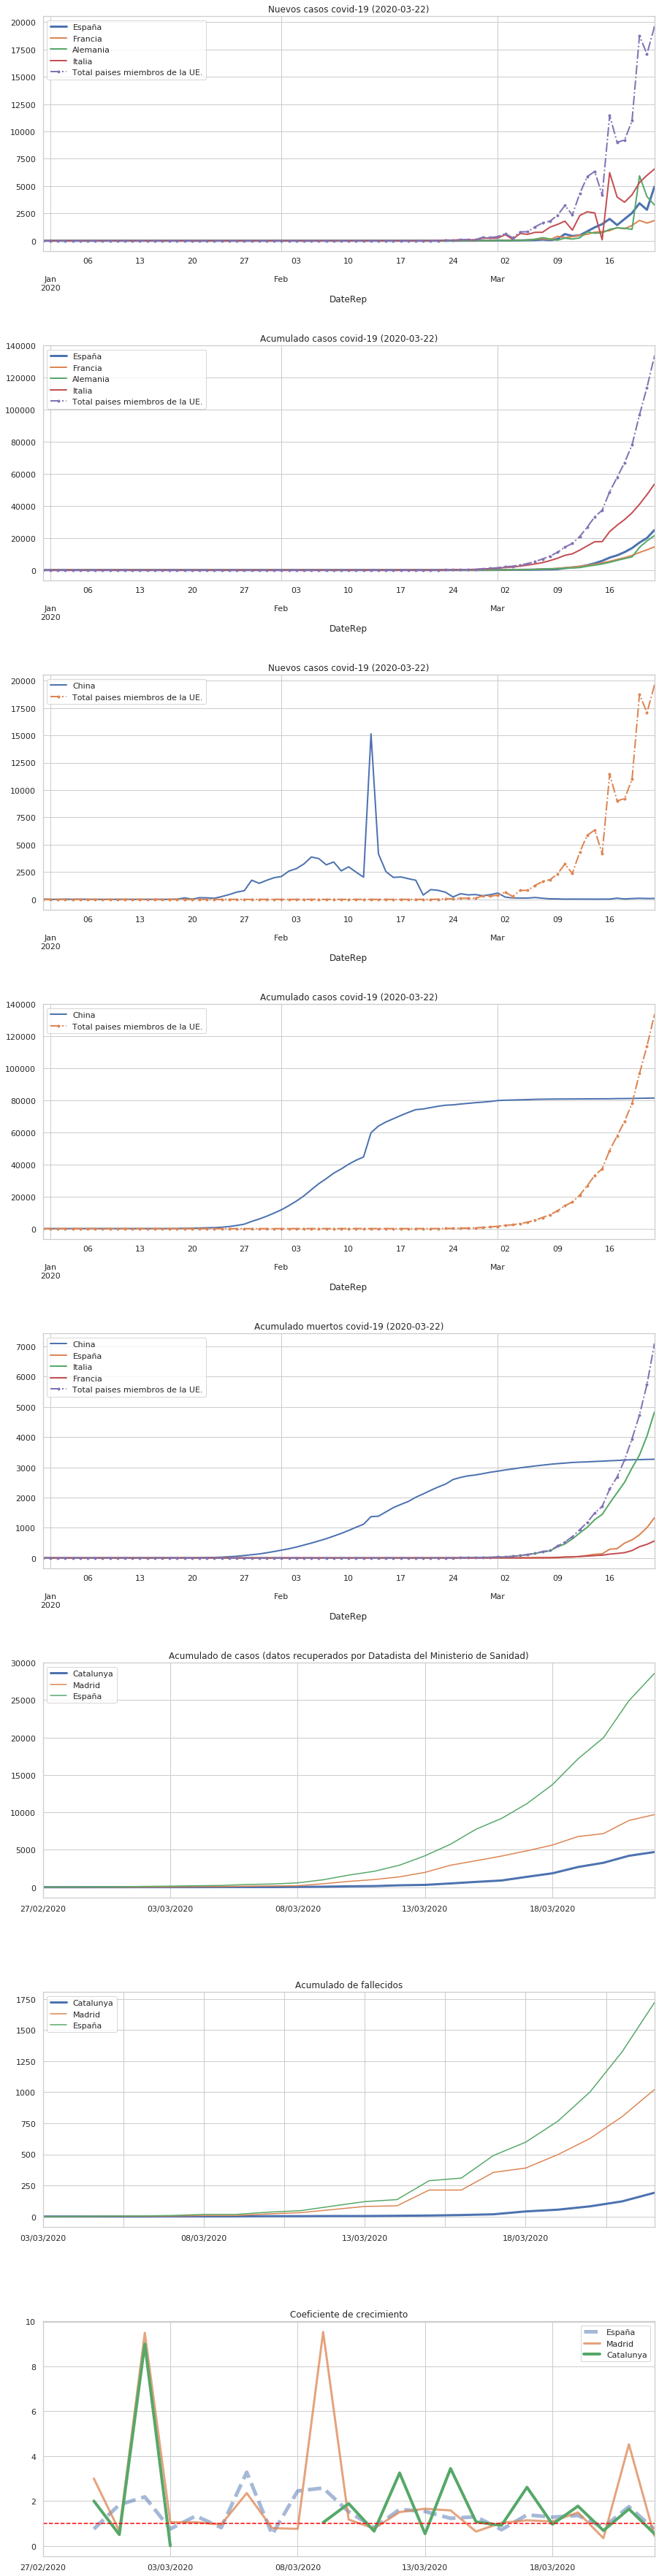 Nuevos casos covid-19 (2020-03-22)
España
Francia
Alemania
Italia
Total paises miembros de la UE.
20000
17500
15000
12500
10000
7500
5000
2500
0
06 13 20 27 03 10 17 24 02 09 16
Jan Feb Mar
2020
DateRep
Acumulado casos covid-19 (2020-03-22)
España
Francia
Alemania
Italia
Total paises miembros de la UE.
140000
120000
100000
80000
60000
40000
20000
0
06 13 20 27 03 10 17 24 02 09 16
Jan Feb Mar
2020
DateRep
Nuevos casos covid-19 (2020-03-22)
China
Total paises miembros de la UE.
20000
17500
15000
12500
10000
7500
5000
2500
0
06 13 20 27 03 10 17 24 02 09 16
Jan Feb Mar
2020
DateRep
Acumulado casos covid-19 (2020-03-22)
China
Total paises miembros de la UE.
140000
120000
100000
80000
60000
40000
20000
0
06 13 20 27 03 10 17 24 02 09 16
Jan Feb Mar
2020
DateRep
Acumulado muertos covid-19 (2020-03-22)
China
España
Italia
Francia
Total paises miembros de la UE.
7000
6000
5000
4000
3000
2000
1000
0
06 13 20 27 03 10 17 24 02 09 16
Jan Feb Mar
2020
DateRep
Acumulado de casos (datos recuperados por Datadista del Ministerio de Sanidad)
Catalunya
Madrid
España
30000
25000
20000
15000
10000
5000
0
27/02/2020 03/03/2020 08/03/2020 13/03/2020 18/03/2020
Acumulado de fallecidos
Catalunya
Madrid
España
1750
1500
1250
1000
750
500
250
0
03/03/2020 08/03/2020 13/03/2020 18/03/2020
Coeficiente de crecimiento
España
Madrid
Catalunya
10
8
6
4
2
0
27/02/2020 03/03/2020 08/03/2020 13/03/2020 18/03/2020